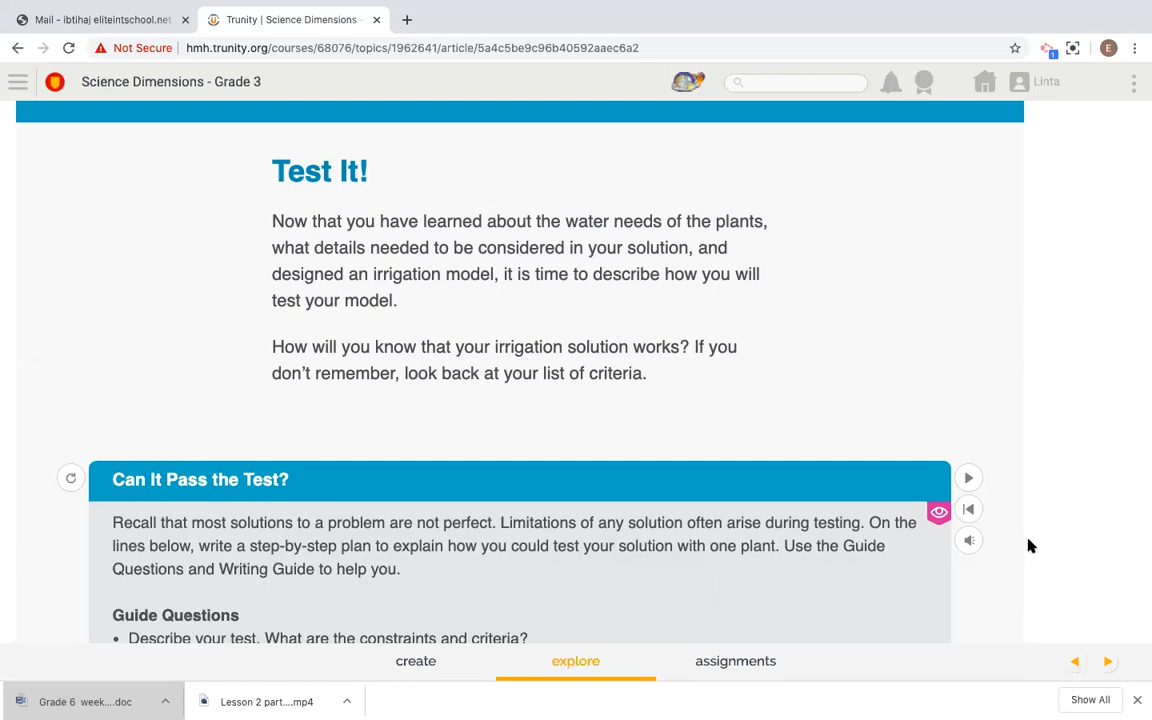 Mail - ibtihaj eliteintschool.net
Trunity | Science Dimensions -
Not Secure
hmh.trunity.org/courses/68076/topics/1962641/article/5a4c5be9c96b40592aaec6a2
1
E
Science Dimensions - Grade 3
Linta
Test It!
Now that you have learned about the water needs of the plants,
what details needed to be considered in your solution, and
designed an irrigation model, it is time to describe how you will
test your model.
How will you know that your irrigation solution works? If you
don't remember, look back at your list of criteria.
Can It Pass the Test?
Recall that most solutions to a problem are not perfect. Limitations of any solution often arise during testing. On the
lines below, write a step-by-step plan to explain how you could test your solution with one plant. Use the Guide
Questions and Writing Guide to help you.
Guide Questions
• Describe your test. What are the constraints and criteria?
create
explore
assignments
Grade 6 week....doc
Lesson 2 part....mp4
Show All